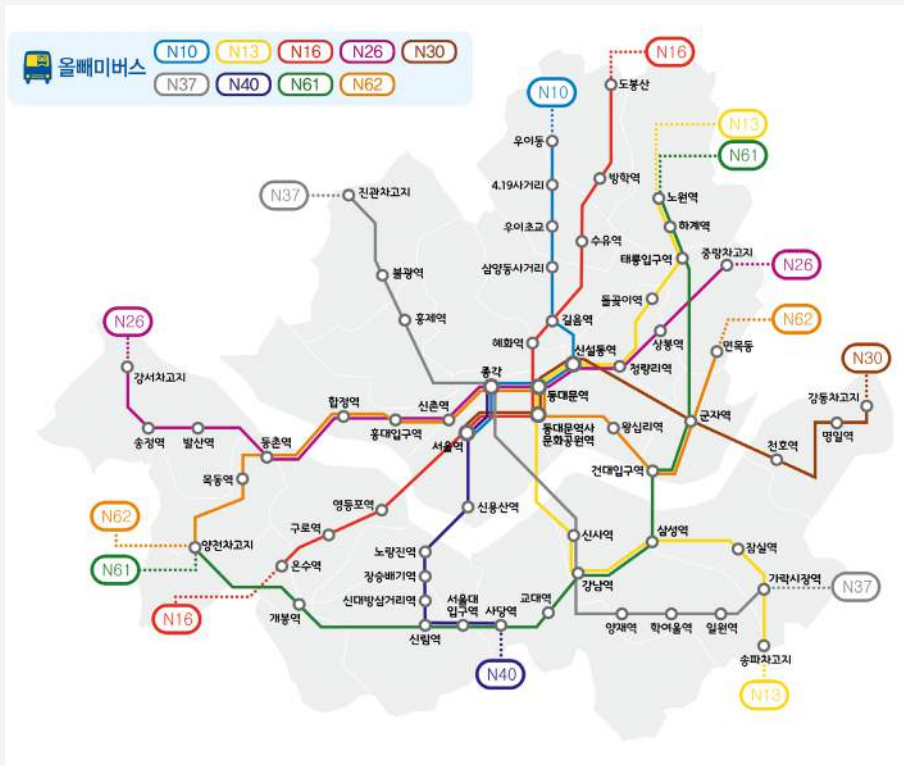 올빼미버스
N10 N13 N16 N26 N30
N37 N40 N61 N62
N16
도봉산
N10
우이동
N13
N61
방학역
4.19사거리
N37
진관차고지
노원역
우이초교
하계역
수유역
중랑차고지
태릉입구역
N26
삼양동사거리
불광역
돌곶이역
N26
홍제역
길음역
N62
상봉역
혜화역
면목동
신설동역
N30
강서차고지
종각
청량리역
동대문역
강동차고지
합정역
신촌역
군자역
송정역
발산역
등촌역
홍대입구역
서울역
동대문역사
문화공원역
왕십리역
명일역
천호역
목동역
건대입구역
영등포역
신용산역
N62
구로역
신사역
삼성역
잠실역
양천차고지
노량진역
N61
온수역
장승배기역
강남역
가락시장역
N37
신대방삼거리역
서울대
입구역
사당역
교대역
N16
개봉역
신림역
양재역
학여울역
일원역
송파차고지
N40
N13